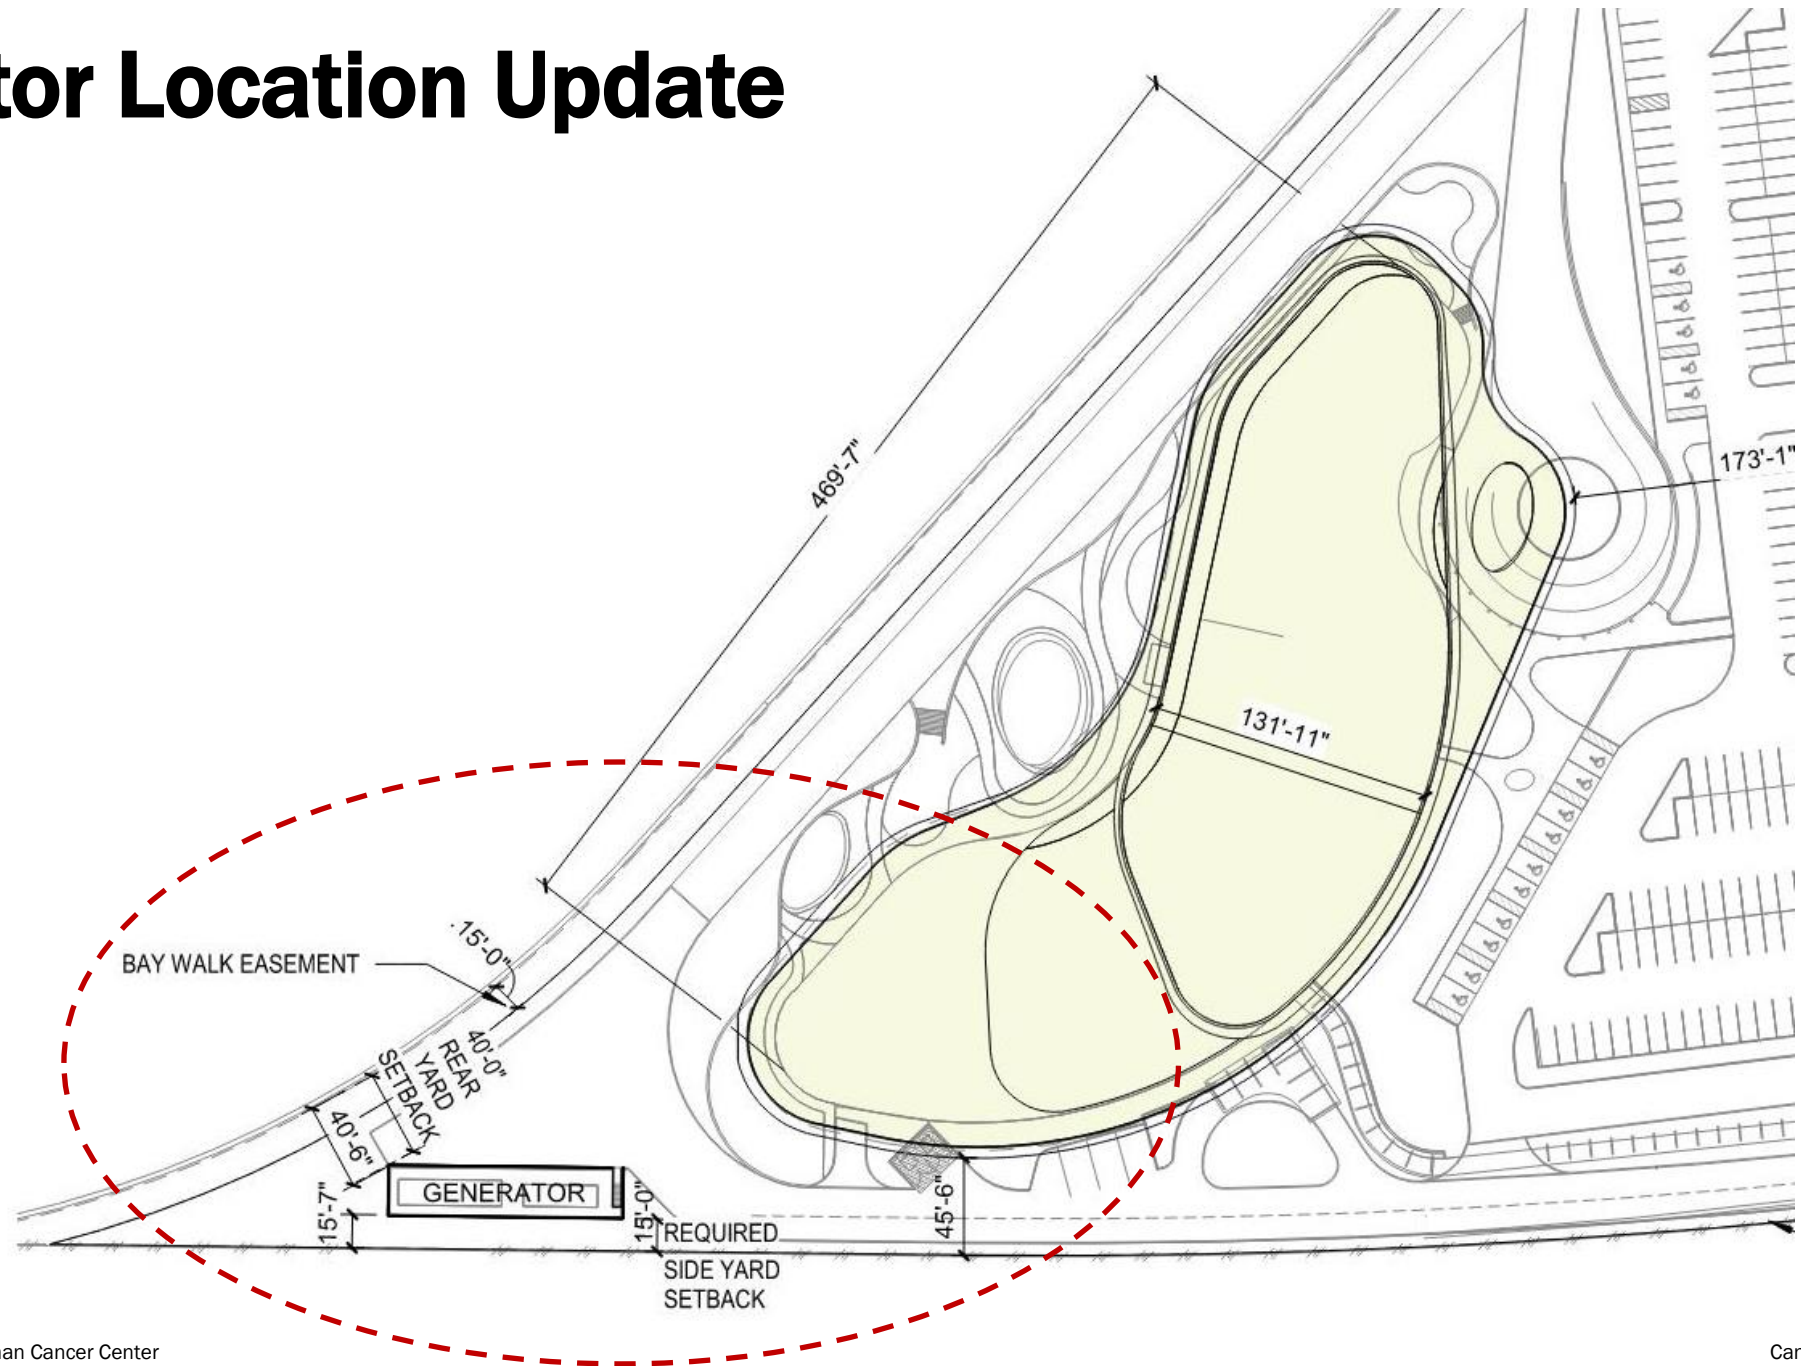 tor Location Update
469'-7"
173'-1"
131'-11"
15'-0"
BAY WALK EASEMENT
40'-0"
REAR
YARD
SETBACK
40'-6"
GENERATOR
15'-7"
15'-0"
REQUIRED
SIDE YARD
SETBACK
45'-6"
an Cancer Center
Can